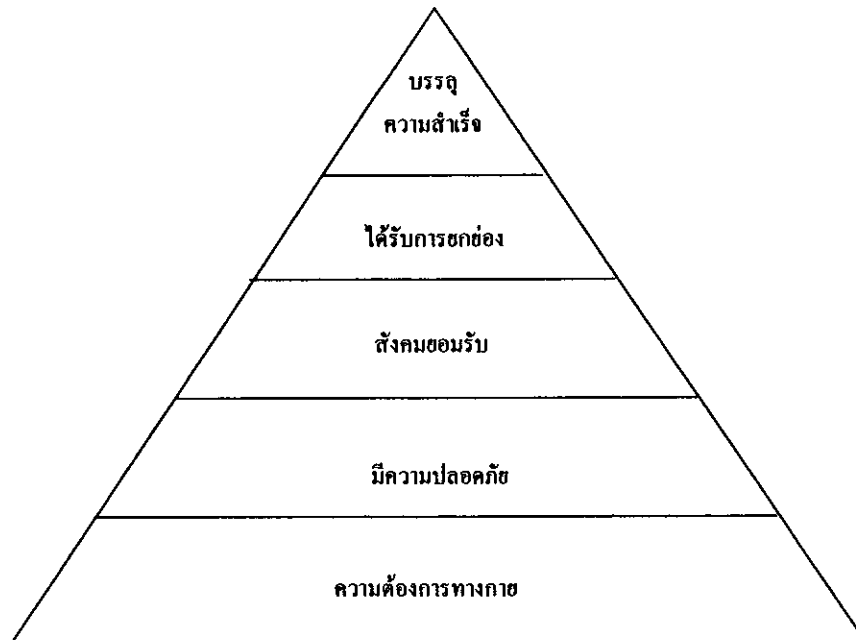 บรรลุ
ความสำเร็จ
ได้รับการยกย่อง
สังคมยอมรับ
มีความปลอดภัย
ความต้องการทางกาย